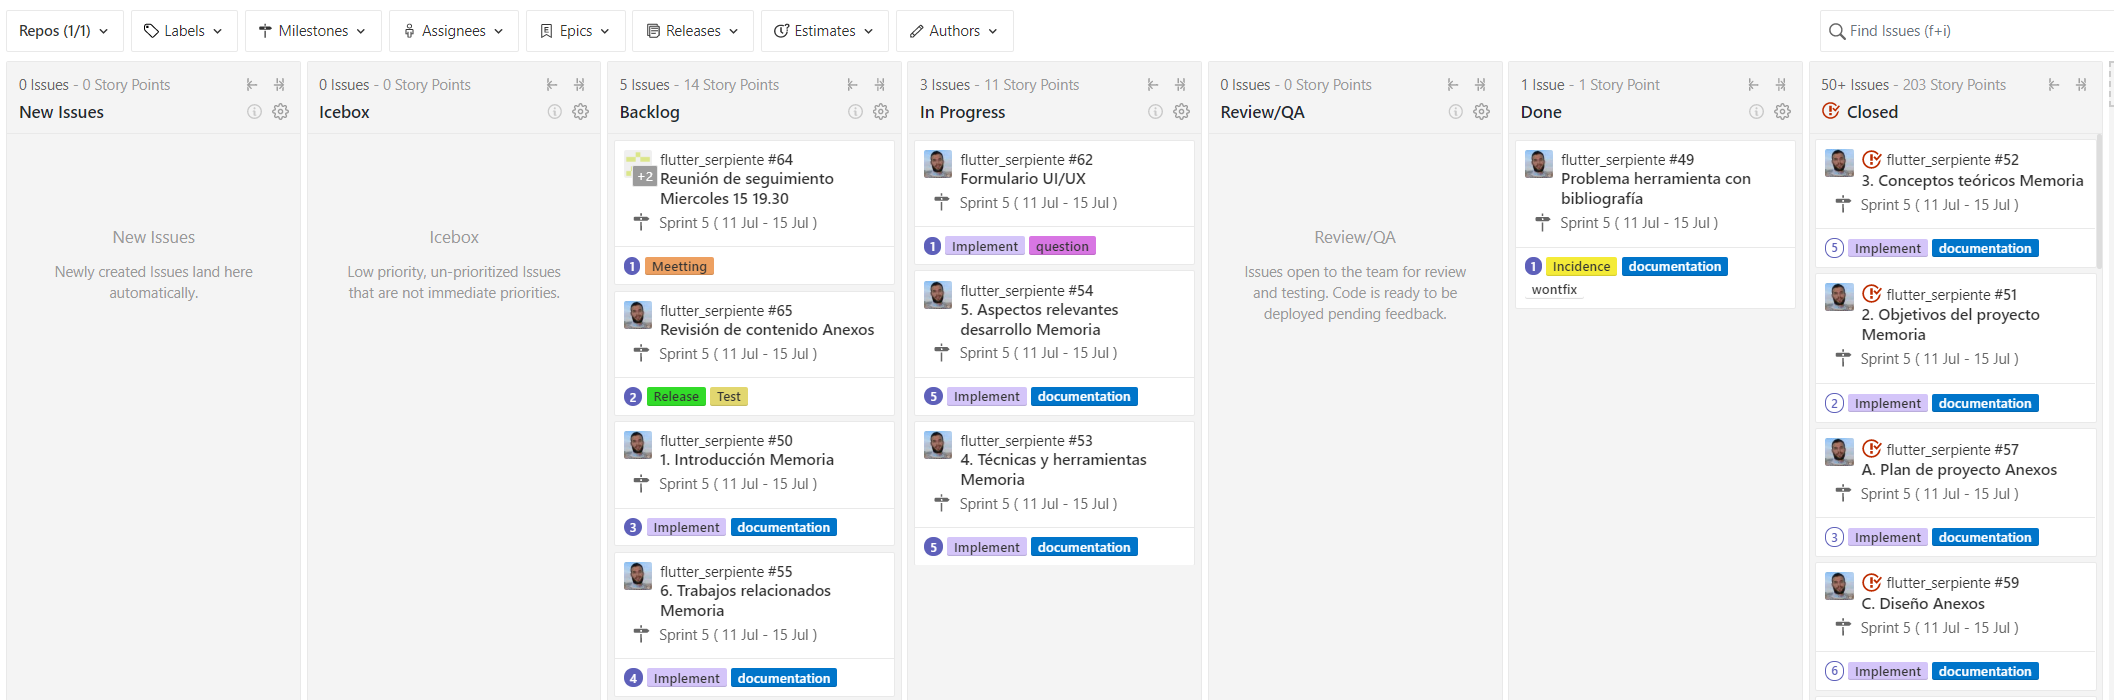 Repos (1/1) Labels Milestones Assignees Epics Releases Estimates Authors Find Issues (f+i)
0 Issues - 0 Story Points
New Issues
New Issues
Newly created Issues land here
automatically.
0 Issues - 0 Story Points
Icebox
Icebox
Low priority, un-prioritized Issues
that are not immediate priorities.
5 Issues - 14 Story Points
Backlog
+2
flutter_serpiente #64
Reunión de seguimiento
Miercoles 15 19.30
Sprint 5 ( 11 Jul - 15 Jul )
1 Meetting
flutter_serpiente #65
Revisión de contenido Anexos
Sprint 5 ( 11 Jul - 15 Jul )
2 Release Test
flutter_serpiente #50
1. Introducción Memoria
Sprint 5 ( 11 Jul - 15 Jul )
3 Implement documentation
flutter_serpiente #55
6. Trabajos relacionados
Memoria
Sprint 5 ( 11 Jul - 15 Jul )
4 Implement documentation
3 Issues - 11 Story Points
In Progress
flutter_serpiente #62
Formulario UI/UX
Sprint 5 ( 11 Jul - 15 Jul )
1 Implement question
flutter_serpiente #54
5. Aspectos relevantes
desarrollo Memoria
Sprint 5 ( 11 Jul - 15 Jul )
5 Implement documentation
flutter_serpiente #53
4. Técnicas y herramientas
Memoria
Sprint 5 ( 11 Jul - 15 Jul )
5 Implement documentation
0 Issues - 0 Story Points
Review/QA
Review/QA
Issues open to the team for review
and testing. Code is ready to be
deployed pending feedback.
1 Issue - 1 Story Point
Done
flutter_serpiente #49
Problema herramienta con
bibliografía
Sprint 5 ( 11 Jul - 15 Jul )
1 Incidence documentation
wontfix
50+ Issues - 203 Story Points
Closed
flutter_serpiente #52
3. Conceptos teóricos Memoria
Sprint 5 ( 11 Jul - 15 Jul )
5 Implement documentation
flutter_serpiente #51
2. Objetivos del proyecto
Memoria
Sprint 5 ( 11 Jul - 15 Jul )
2 Implement documentation
flutter_serpiente #57
A. Plan de proyecto Anexos
Sprint 5 ( 11 Jul - 15 Jul )
3 Implement documentation
flutter_serpiente #59
C. Diseño Anexos
Sprint 5 ( 11 Jul - 15 Jul )
6 Implement documentation